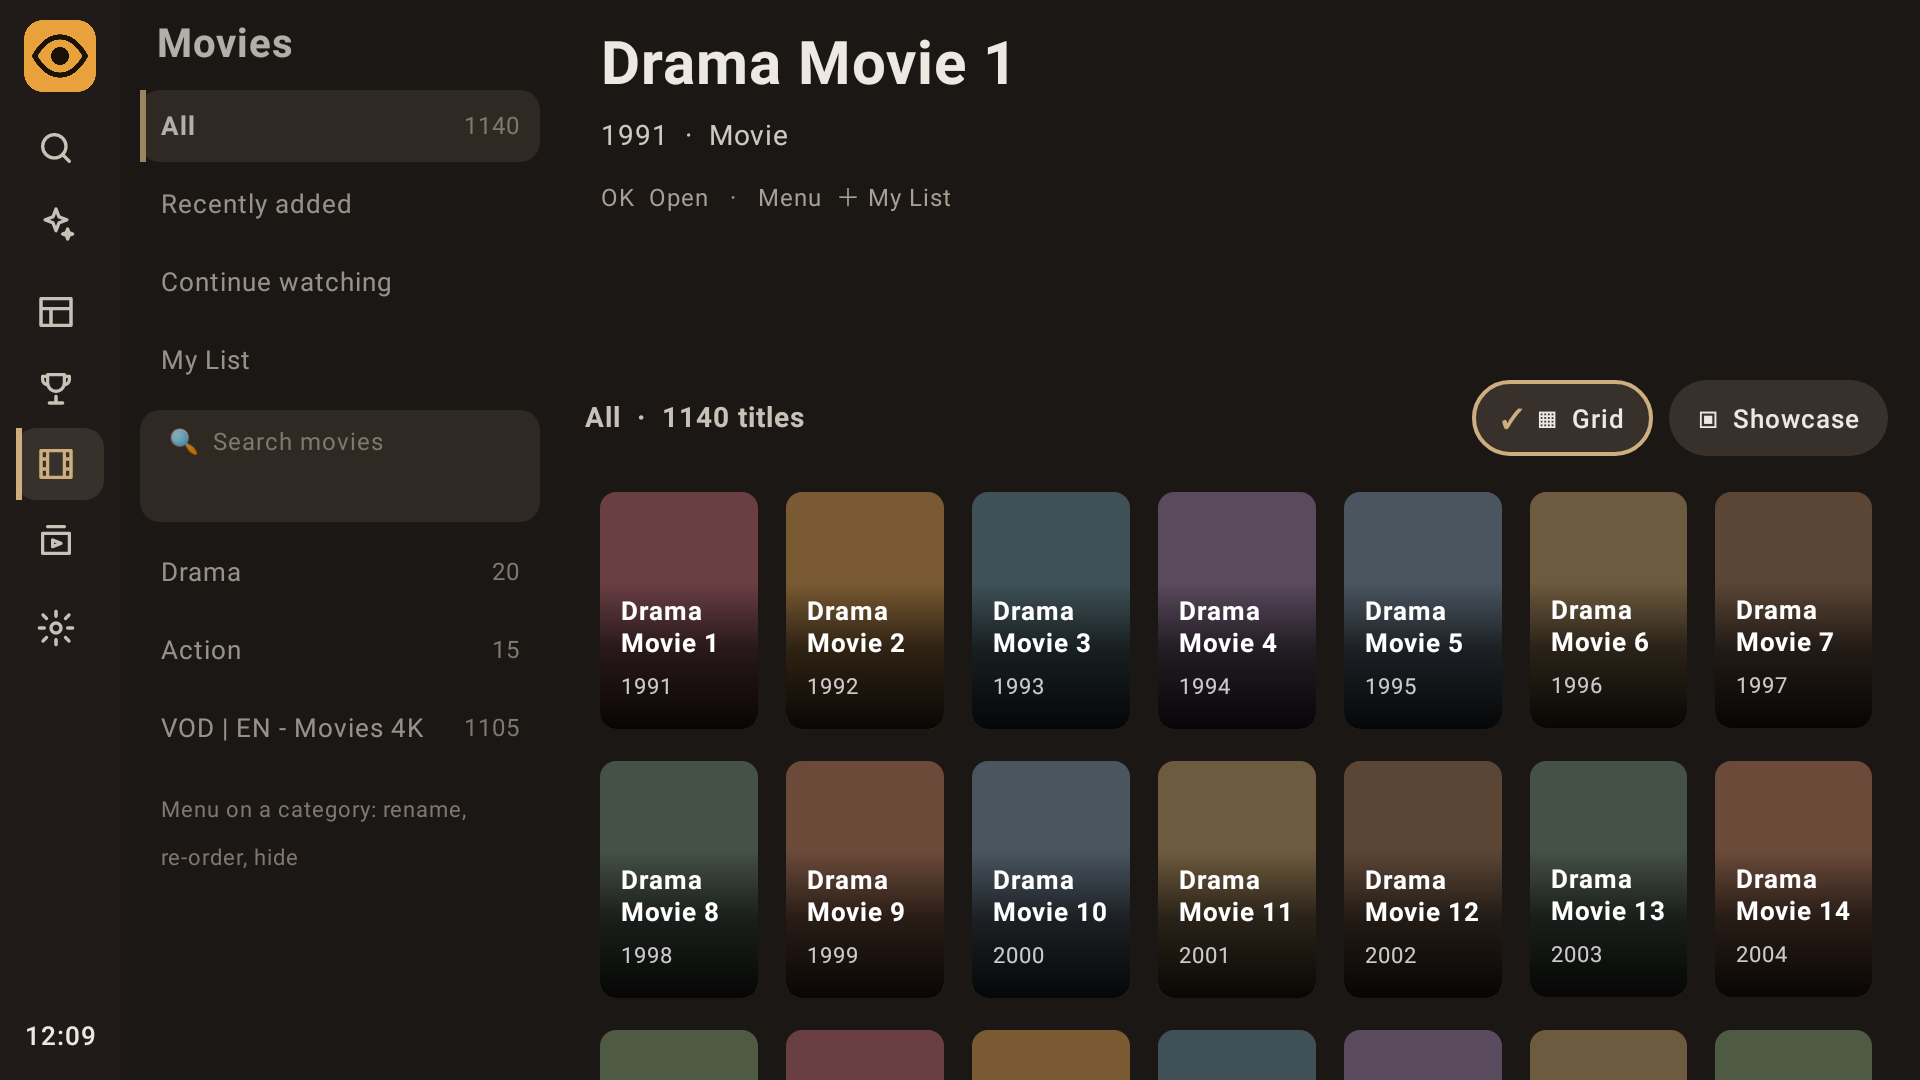 Movies
All 1140
Recently added
Continue watching
My List
🔍 Search movies
Drama 20
Action 15
VOD | EN - Movies 4K 1105
Menu on a category: rename,
re-order, hide
12:09
Drama Movie 1
1991 · Movie
OK Open · Menu + My List
All · 1140 titles
✓ ▦ Grid
▣ Showcase
Drama
Movie 1
1991
Drama
Movie 2
1992
Drama
Movie 3
1993
Drama
Movie 4
1994
Drama
Movie 5
1995
Drama
Movie 6
1996
Drama
Movie 7
1997
Drama
Movie 8
1998
Drama
Movie 9
1999
Drama
Movie 10
2000
Drama
Movie 11
2001
Drama
Movie 12
2002
Drama
Movie 13
2003
Drama
Movie 14
2004